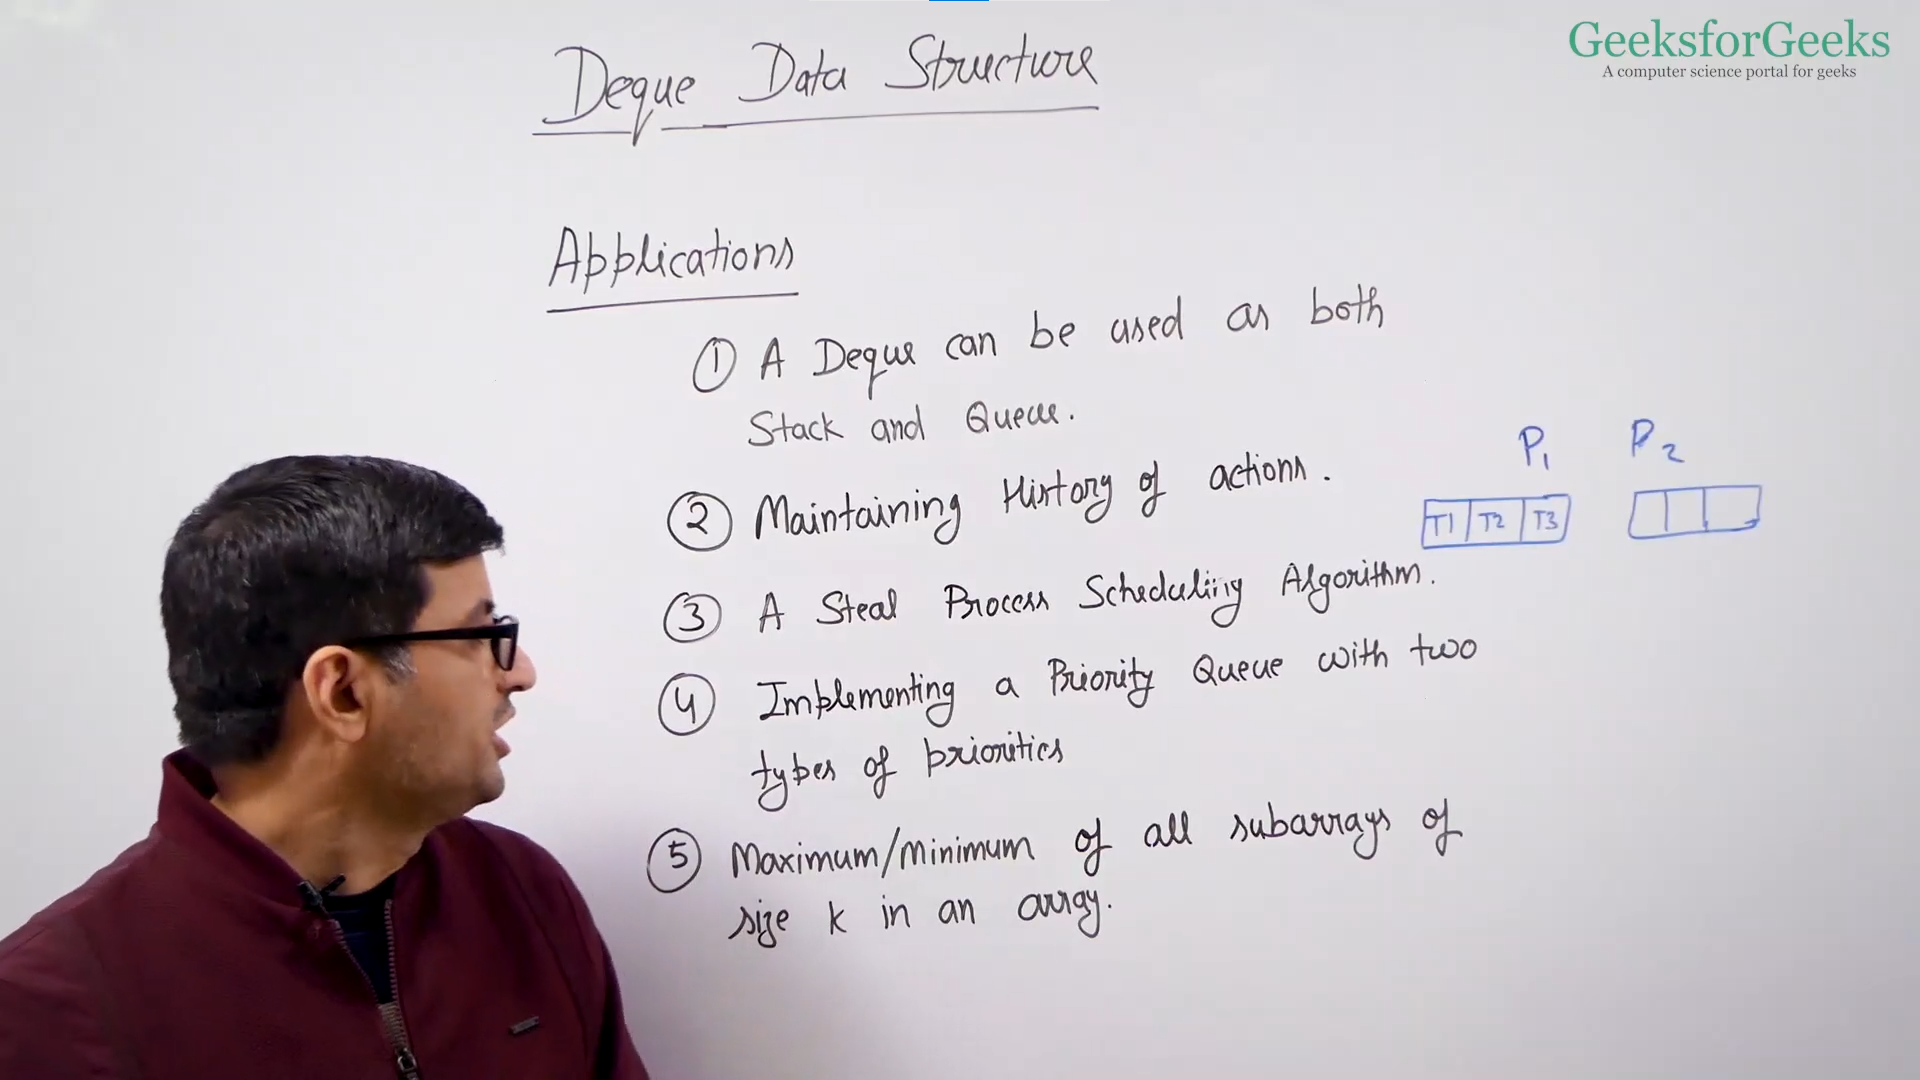 GeeksforGeeks
A computer science portal for geeks
Deque Data Structure
Applications
① A Deque can be used as both
Stack and Queue.
② Maintaining History of actions.
③ A Steal Process Scheduling Algorithm.
④ Implementing a Priority Queue with two
types of priorities
⑤ Maximum/Minimum of all subarrays of
size k in an array.
P1 P2
T1 T2 T3